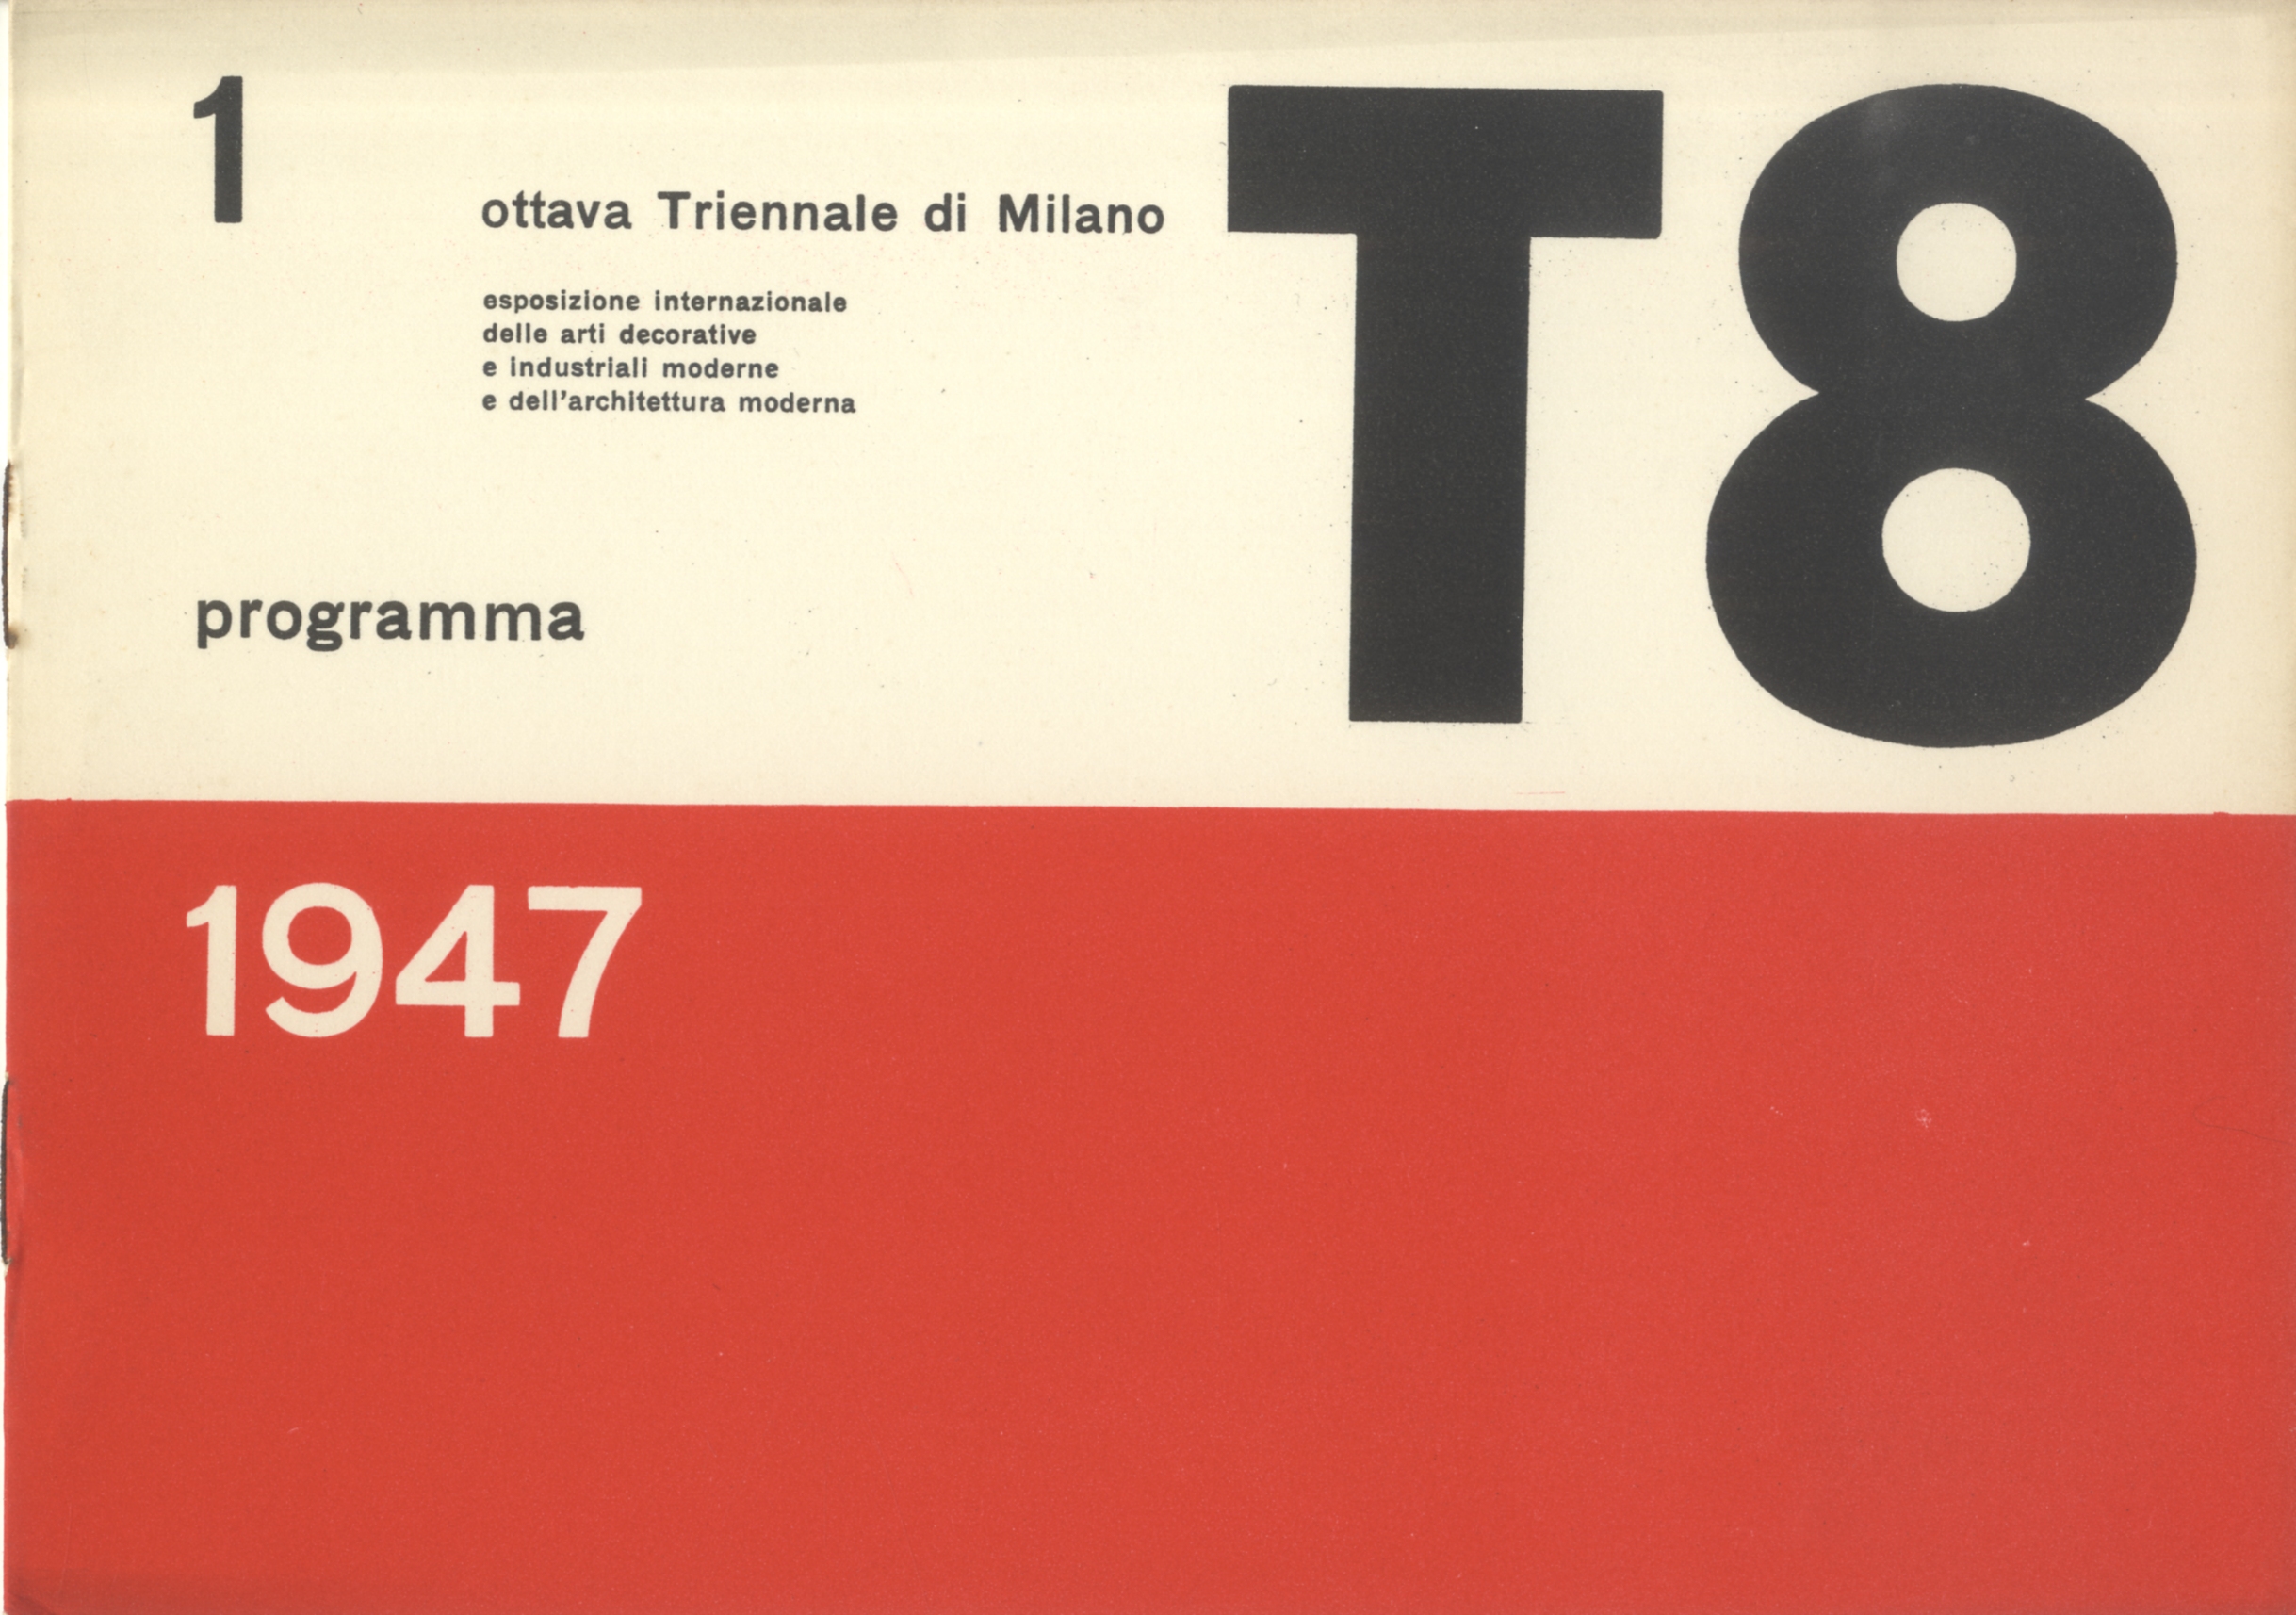 1
T8
ottava Triennale di Milano
esposizione internazionale
delle arti decorative
e industriali moderne
e dell'architettura moderna
programma
1947